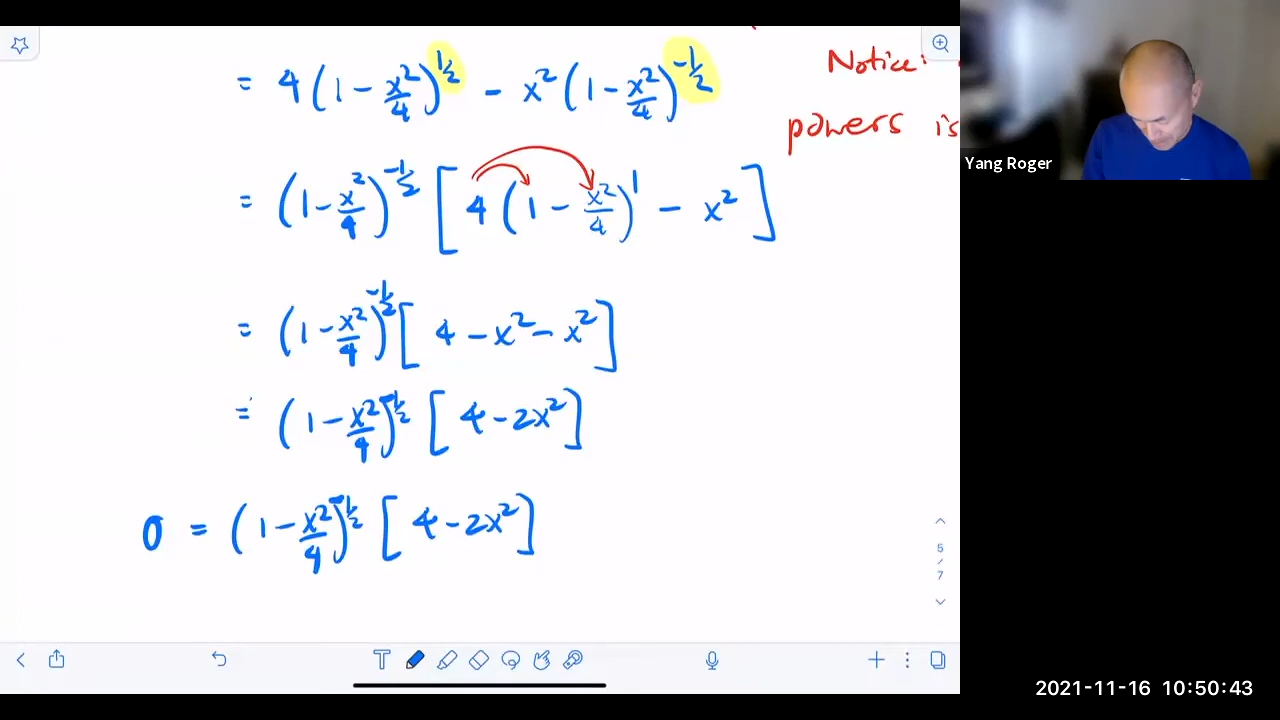 = 4(1 - x²/4)^½ - x²(1 - x²/4)^-½
Notice:
powers is
Yang Roger
= (1 - x²/4)^-½ [ 4(1 - x²/4)^1 - x² ]
= (1 - x²/4)^-½ [ 4 - x² - x² ]
= (1 - x²/4)^-½ [ 4 - 2x² ]
0 = (1 - x²/4)^-½ [ 4 - 2x² ]
5
/
7
T
2021-11-16 10:50:43